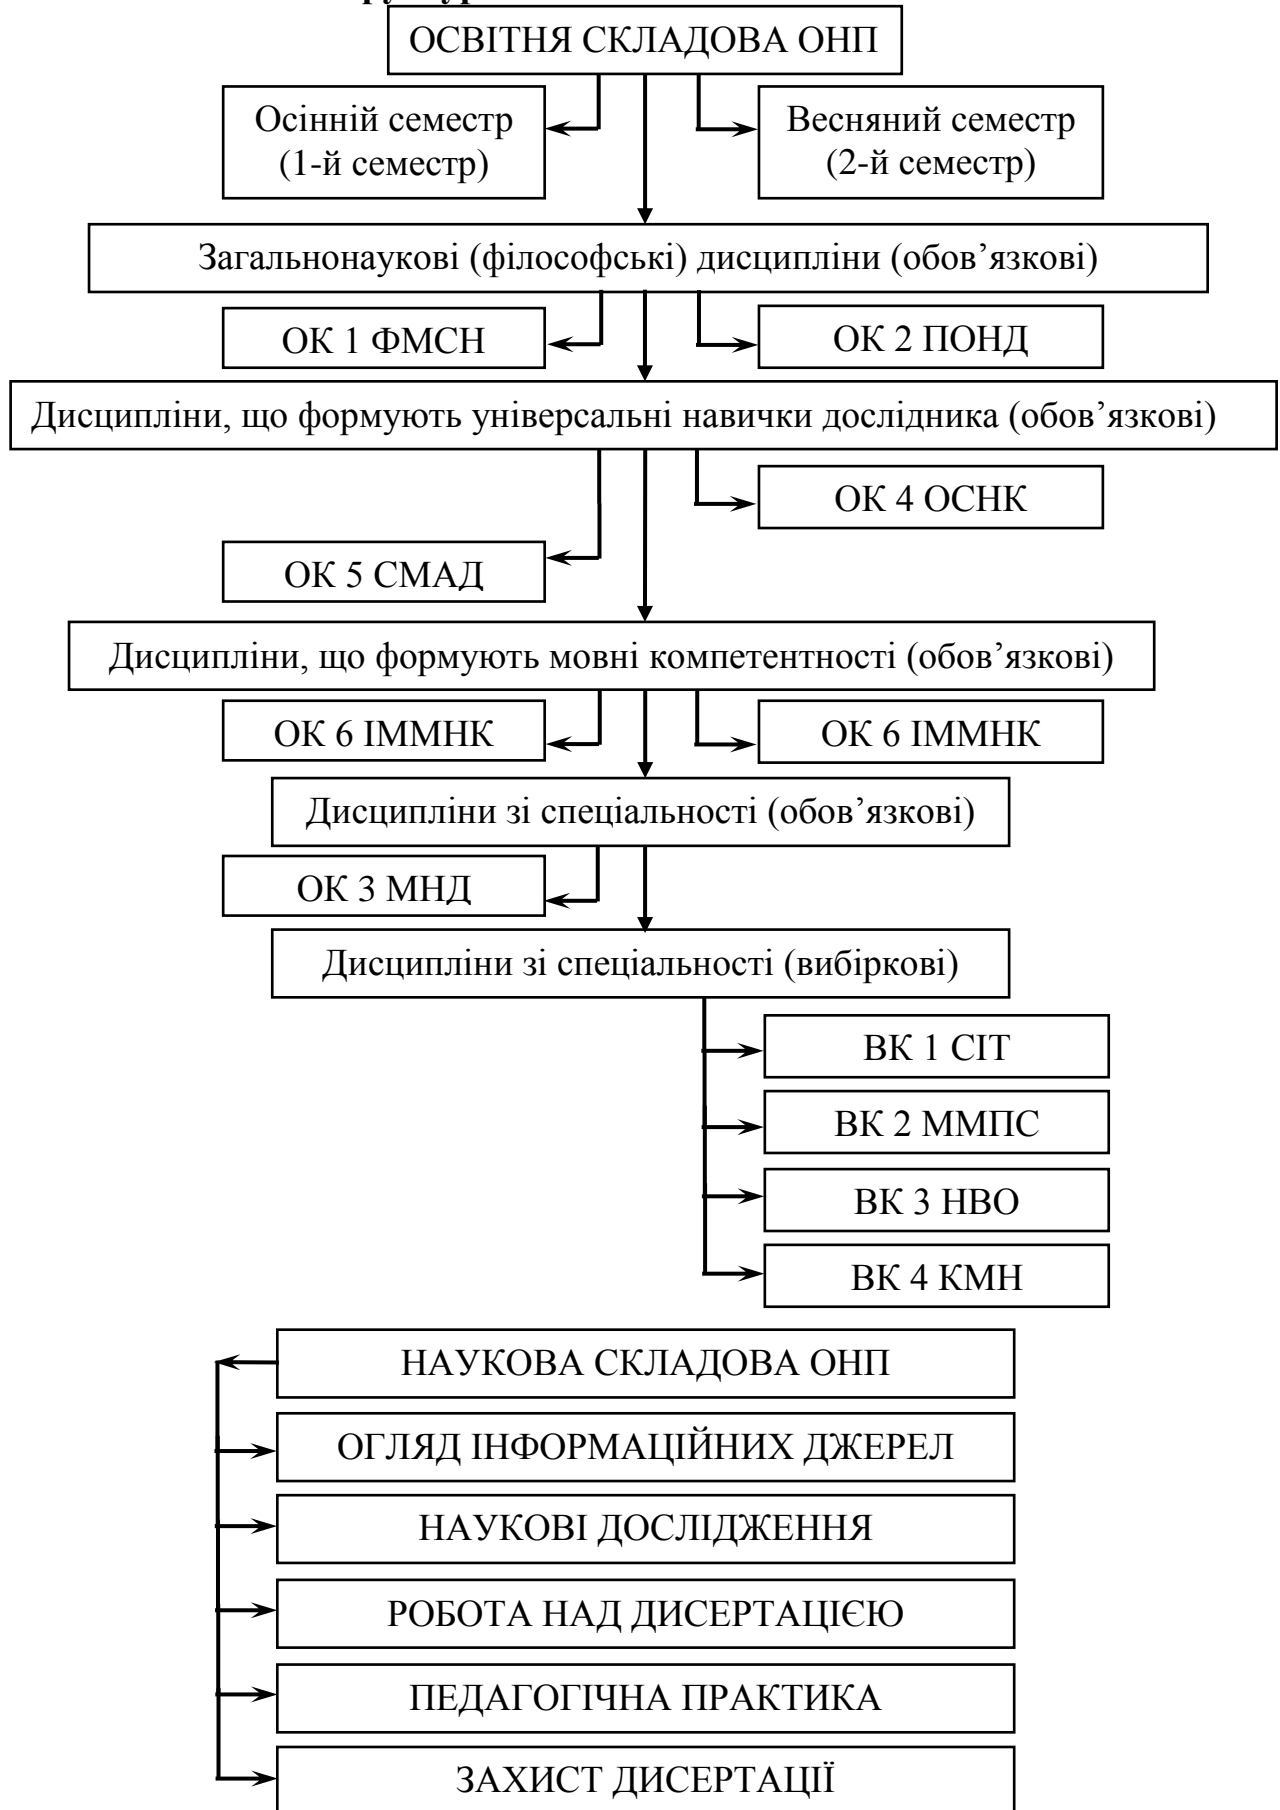 ОСВІТНЯ СКЛАДОВА ОНП
Осінній семестр
(1-й семестр)
Весняний семестр
(2-й семестр)
Загальнонаукові (філософські) дисципліни (обов’язкові)
ОК 1 ФМСН
ОК 2 ПОНД
Дисципліни, що формують універсальні навички дослідника (обов’язкові)
ОК 4 ОСНК
ОК 5 СМАД
Дисципліни, що формують мовні компетентності (обов’язкові)
ОК 6 ІММНК
ОК 6 ІММНК
Дисципліни зі спеціальності (обов’язкові)
ОК 3 МНД
Дисципліни зі спеціальності (вибіркові)
ВК 1 СІТ
ВК 2 ММПС
ВК 3 НВО
ВК 4 КМН
НАУКОВА СКЛАДОВА ОНП
ОГЛЯД ІНФОРМАЦІЙНИХ ДЖЕРЕЛ
НАУКОВІ ДОСЛІДЖЕННЯ
РОБОТА НАД ДИСЕРТАЦІЄЮ
ПЕДАГОГІЧНА ПРАКТИКА
ЗАХИСТ ДИСЕРТАЦІЇ